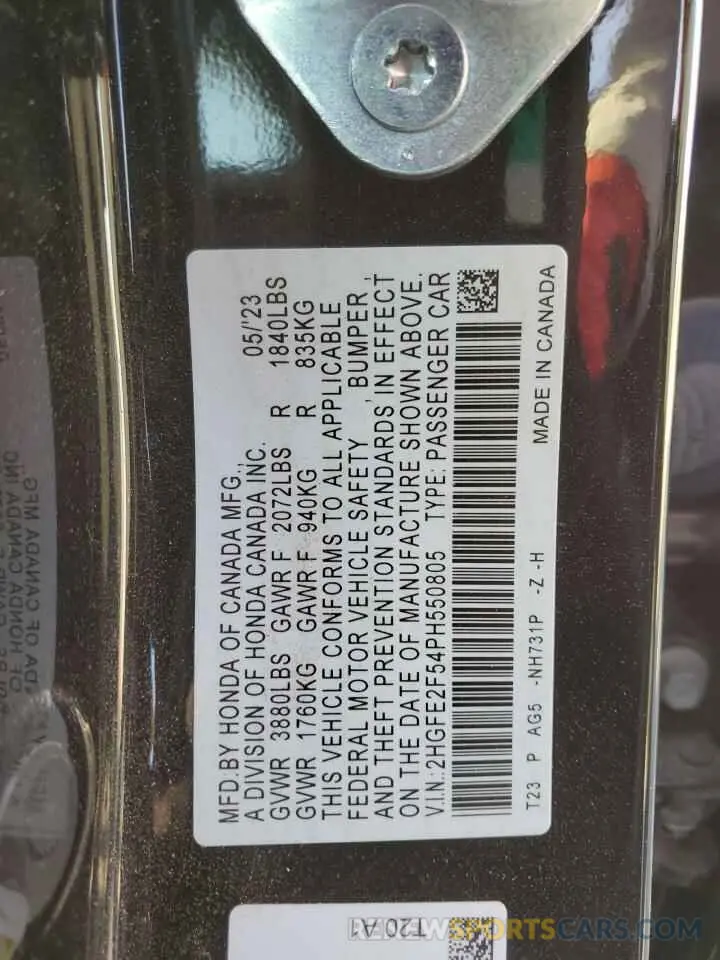 MFD.BY HONDA OF CANADA MFG.,
A DIVISION OF HONDA CANADA INC. 05/'23
GVWR 3880LBS GAWR F 2072LBS R 1840LBS
GVWR 1760KG GAWR F 940KG R 835KG
THIS VEHICLE CONFORMS TO ALL APPLICABLE
FEDERAL MOTOR VEHICLE SAFETY , BUMPER ,
AND THEFT PREVENTION STANDARDS IN EFFECT
ON THE DATE OF MANUFACTURE SHOWN ABOVE.
V.I.N.:2HGFE2F54PH550805 TYPE: PASSENGER CAR
T23 P AG5 -NH731P -Z -H MADE IN CANADA
T20 A
REVIEWSPORTSCARS.COM